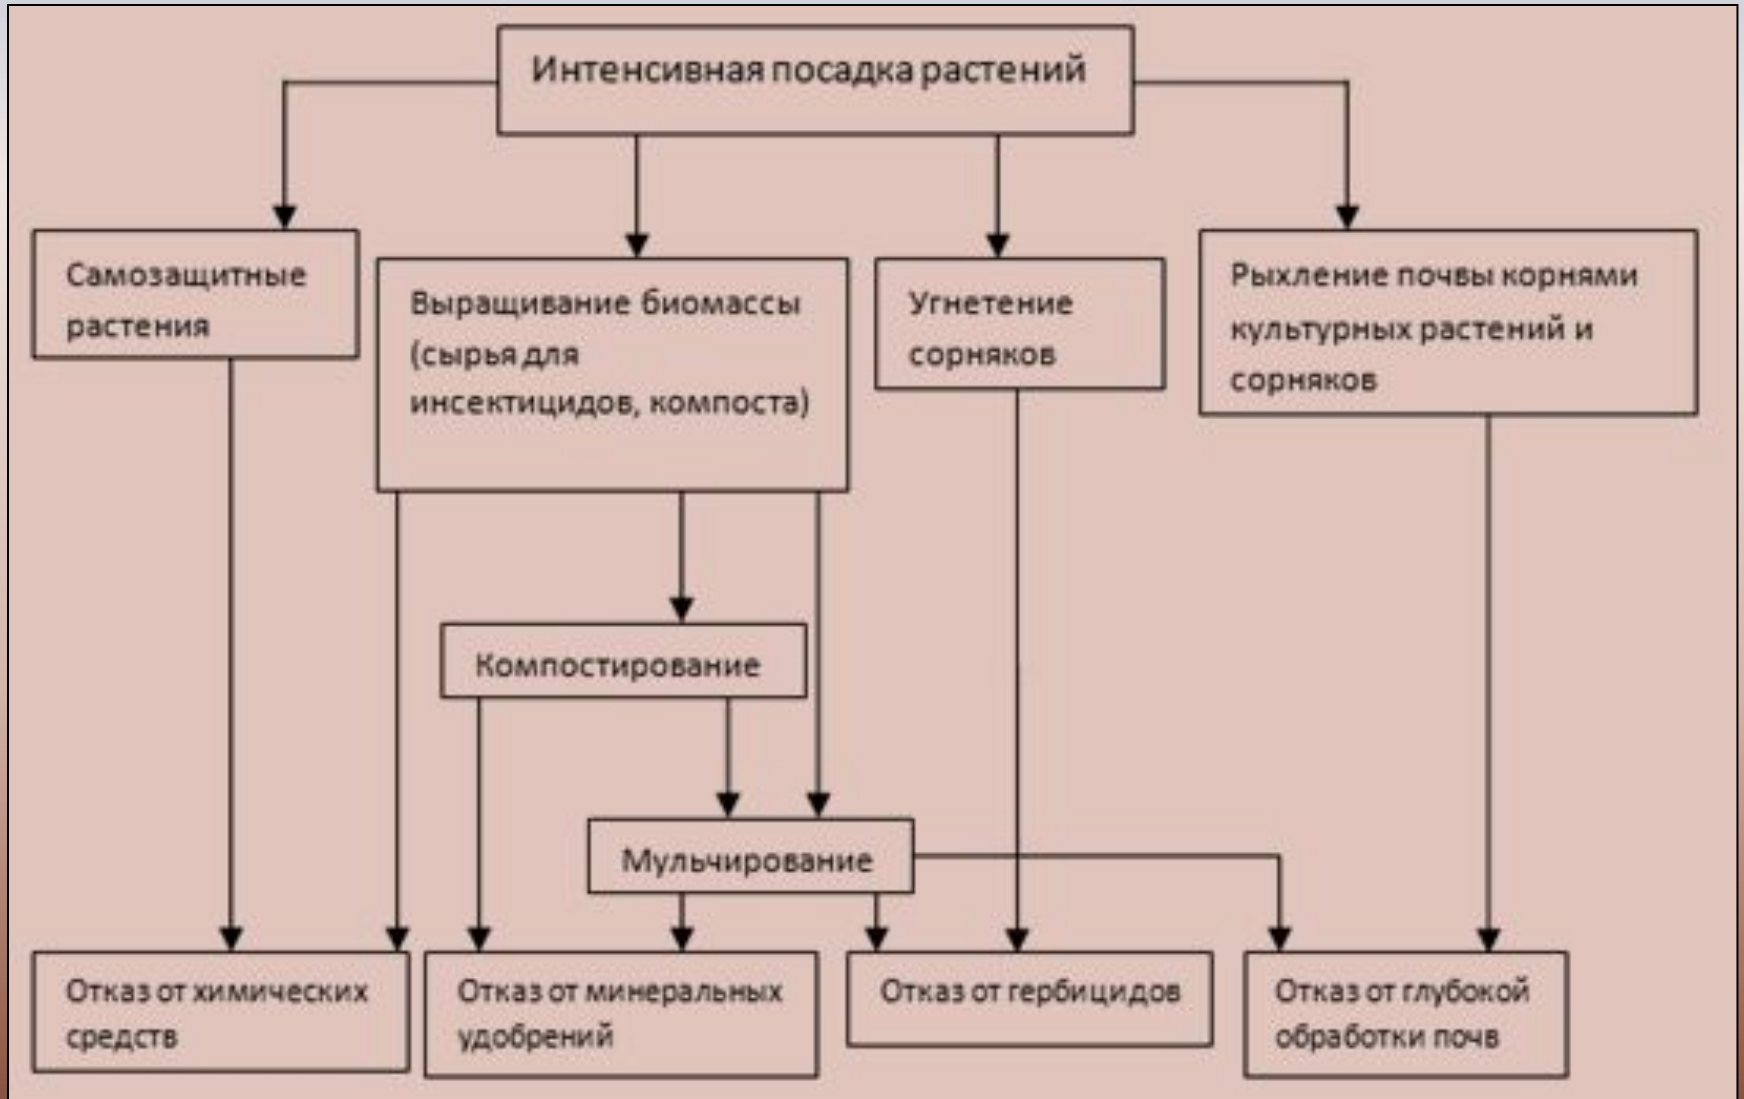 Интенсивная посадка растений
Самозащитные
растения
Выращивание биомассы
(сырья для
инсектицидов, компоста)
Угнетение
сорняков
Рыхление почвы корнями
культурных растений и
сорняков
Компостирование
Мульчирование
Отказ от химических
средств
Отказ от минеральных
удобрений
Отказ от гербицидов
Отказ от глубокой
обработки почв